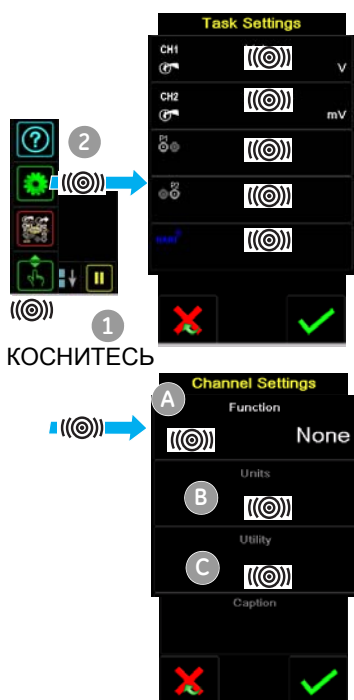 Task Settings
CH1
V
CH2
mV
P1
?
2
P2
1
КОСНИТЕСЬ
Channel Settings
A
Function
None
Units
B
Utility
C
Caption